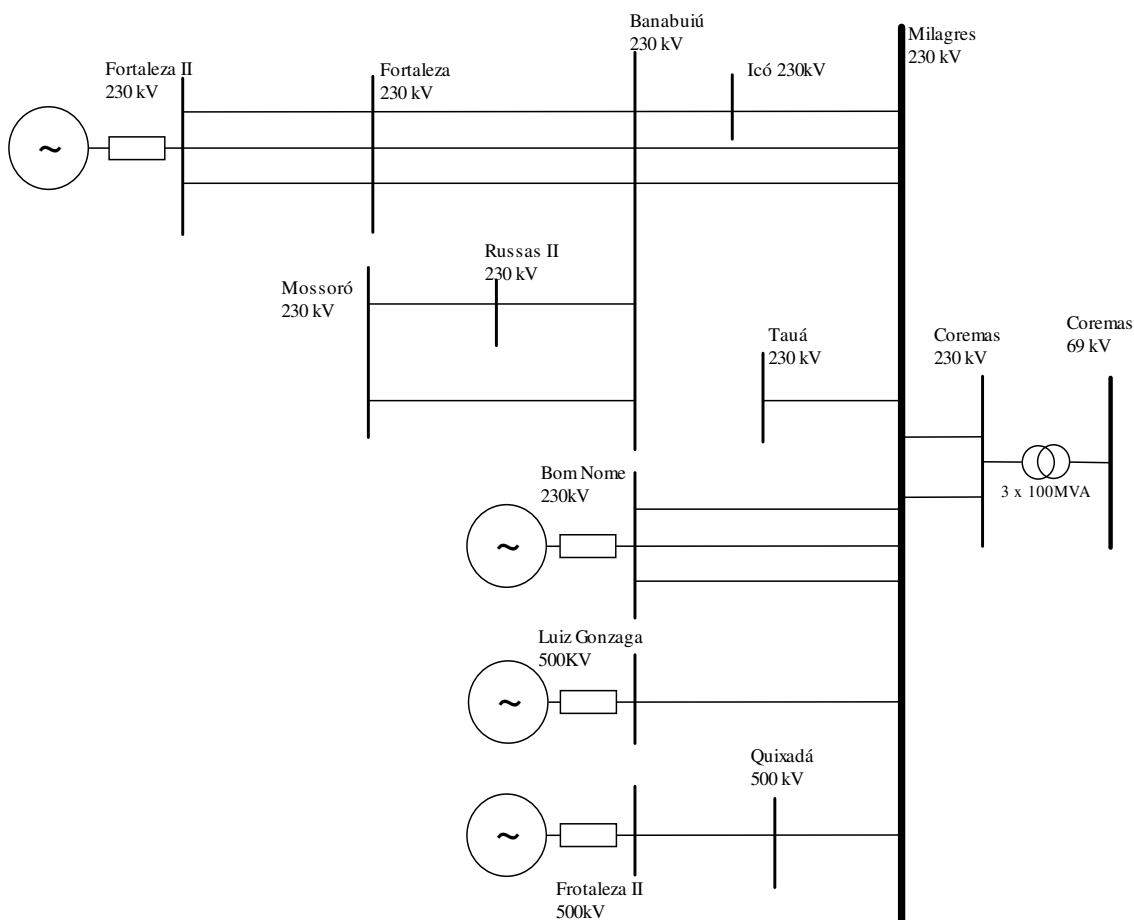 Banabuiú
230 kV
Milagres
230 kV
Fortaleza II
230 kV
Fortaleza
230 kV
Icó 230kV
~
Russas II
230 kV
Mossoró
230 kV
Tauá
230 kV
Coremas
230 kV
Coremas
69 kV
3 x 100MVA
Bom Nome
230kV
~
Luiz Gonzaga
500KV
~
Quixadá
500 kV
~
Frotaleza II
500kV